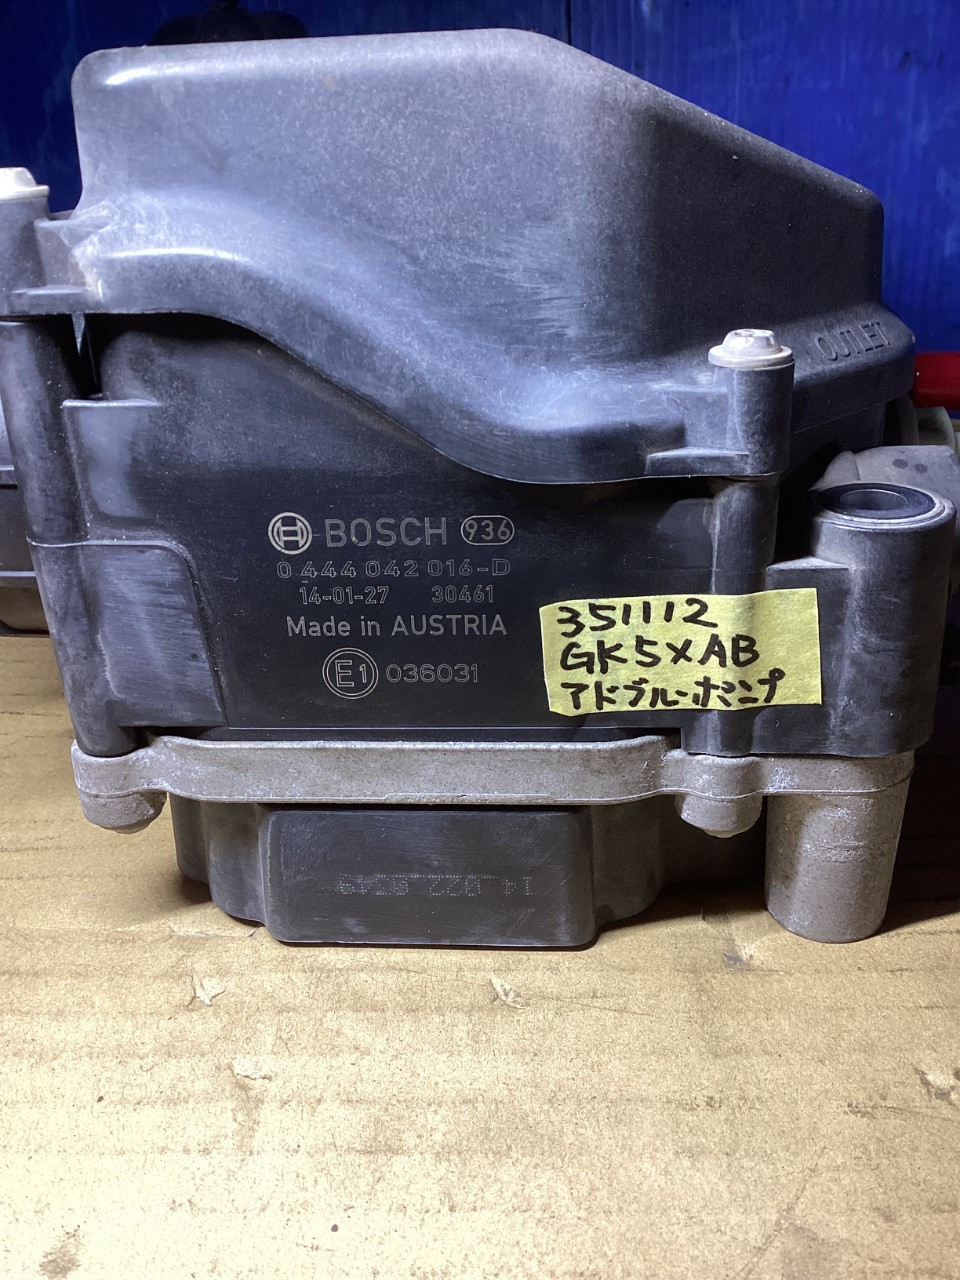 OUTLET
BOSCH 936
0 444 042 016-D
14-01-27 30461
Made in AUSTRIA
E1 036031
351112
GK5XAB
アドブルーポンプ